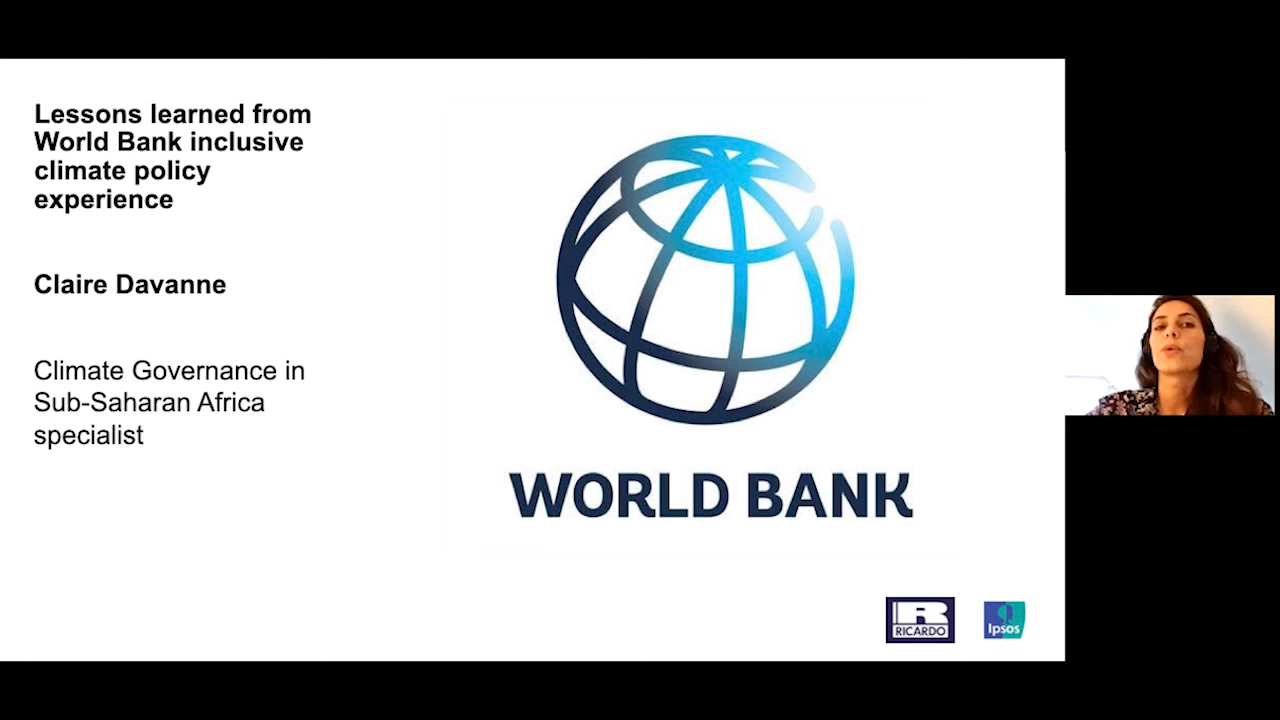 Lessons learned from
World Bank inclusive
climate policy
experience
Claire Davanne
Climate Governance in
Sub-Saharan Africa
specialist
WORLD BANK
R
RICARDO
Ipsos